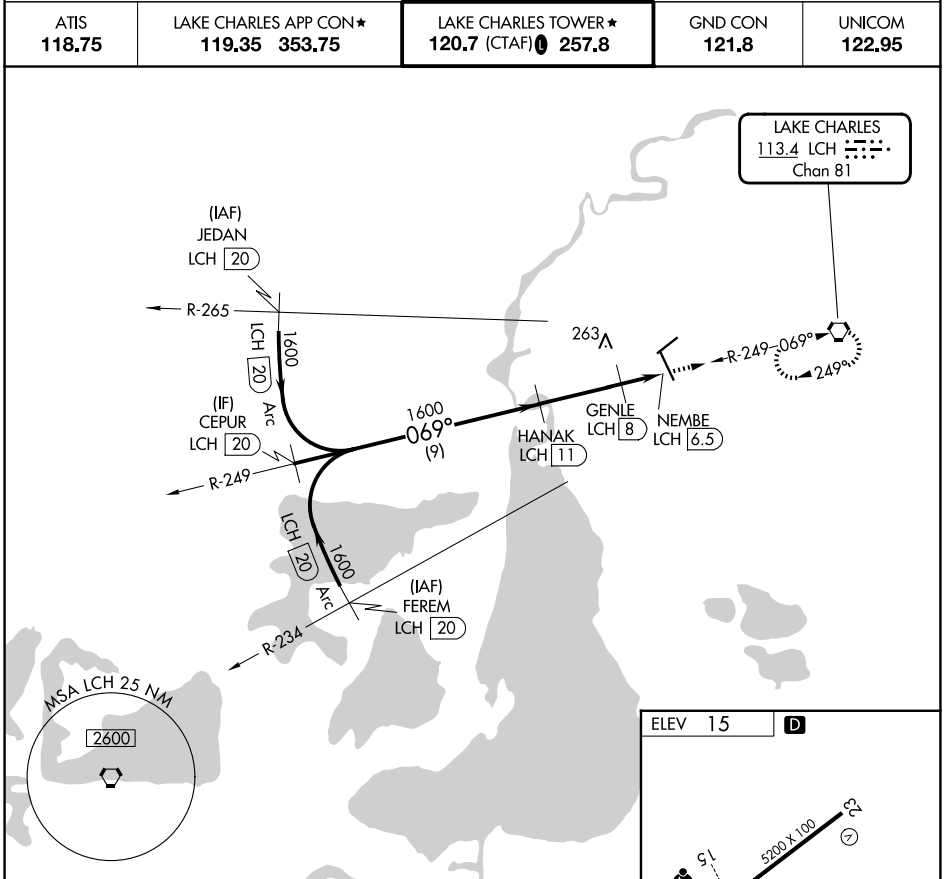 ATIS
118.75
LAKE CHARLES APP CON★
119.35 353.75
LAKE CHARLES TOWER★
120.7 (CTAF) L 257.8
GND CON
121.8
UNICOM
122.95
LAKE CHARLES
113.4 LCH
Chan 81
(IAF)
JEDAN
LCH 20
R-265
1600
LCH 20 Arc
263
R-249
069°
249°
(IF)
CEPUR
LCH 20
1600
069°
(9)
GENLE
LCH 8
NEMBE
LCH 6.5
HANAK
LCH 11
R-249
LCH 20 Arc
1600
(IAF)
FEREM
LCH 20
R-234
MSA LCH 25 NM
2600
ELEV 15
D
23
5200 X 100
V
15